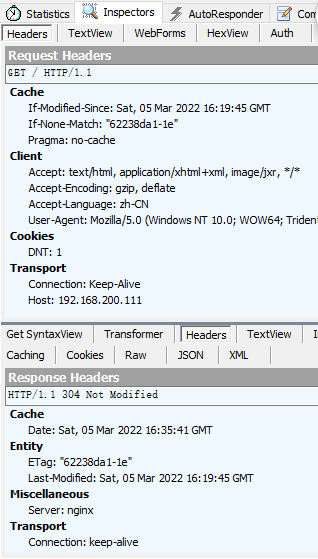 Statistics Inspectors AutoResponder Com
Headers TextView WebForms HexView Auth
Request Headers
GET / HTTP/1.1
Cache
If-Modified-Since: Sat, 05 Mar 2022 16:19:45 GMT
If-None-Match: "62238da1-1e"
Pragma: no-cache
Client
Accept: text/html, application/xhtml+xml, image/jxr, */*
Accept-Encoding: gzip, deflate
Accept-Language: zh-CN
User-Agent: Mozilla/5.0 (Windows NT 10.0; WOW64; Trident
Cookies
DNT: 1
Transport
Connection: Keep-Alive
Host: 192.168.200.111
Get SyntaxView Transformer Headers TextView I
Caching Cookies Raw JSON XML
Response Headers
HTTP/1.1 304 Not Modified
Cache
Date: Sat, 05 Mar 2022 16:35:41 GMT
Entity
ETag: "62238da1-1e"
Last-Modified: Sat, 05 Mar 2022 16:19:45 GMT
Miscellaneous
Server: nginx
Transport
Connection: keep-alive